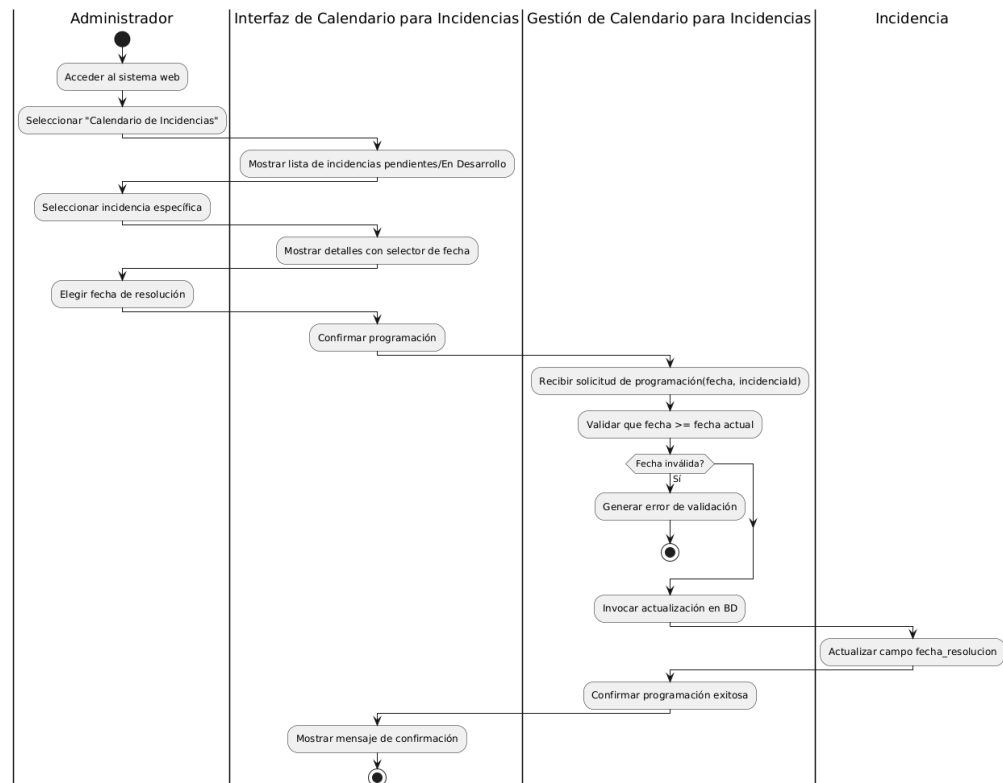 Administrador
Interfaz de Calendario para Incidencias
Gestión de Calendario para Incidencias
Incidencia
Acceder al sistema web
Seleccionar "Calendario de Incidencias"
Mostrar lista de incidencias pendientes/En Desarrollo
Seleccionar incidencia específica
Mostrar detalles con selector de fecha
Elegir fecha de resolución
Confirmar programación
Recibir solicitud de programación(fecha, incidenciaId)
Validar que fecha >= fecha actual
Fecha inválida?
Sí
Generar error de validación
Invocar actualización en BD
Actualizar campo fecha_resolucion
Confirmar programación exitosa
Mostrar mensaje de confirmación